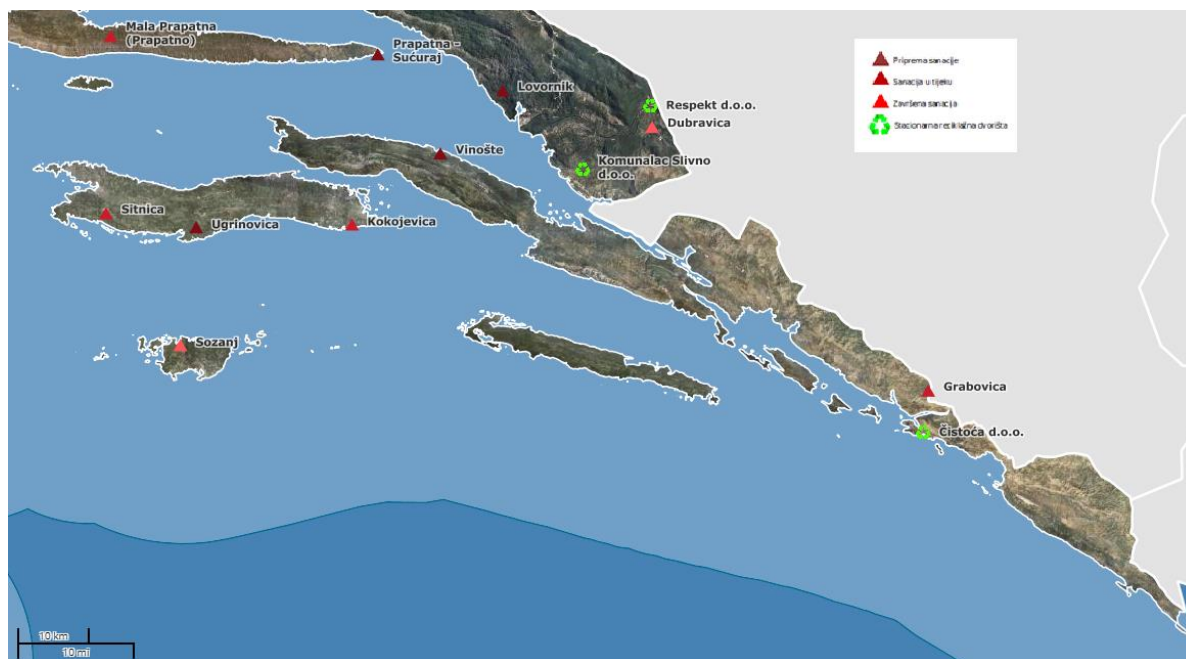 Mala Prapatna
(Prapatno)
Prapatna -
Sućuraj
Lovornik
Respekt d.o.o.
Dubravica
Vinošte
Komunalac Slivno
d.o.o.
Sitnica
Ugrinovica
Kokojevica
Sozanj
Grabovica
Čistoća d.o.o.
Priprema sanacije
Sanacija u tijeku
Završena sanacija
Stacionarna reciklažna dvorišta
10 km
10 mi